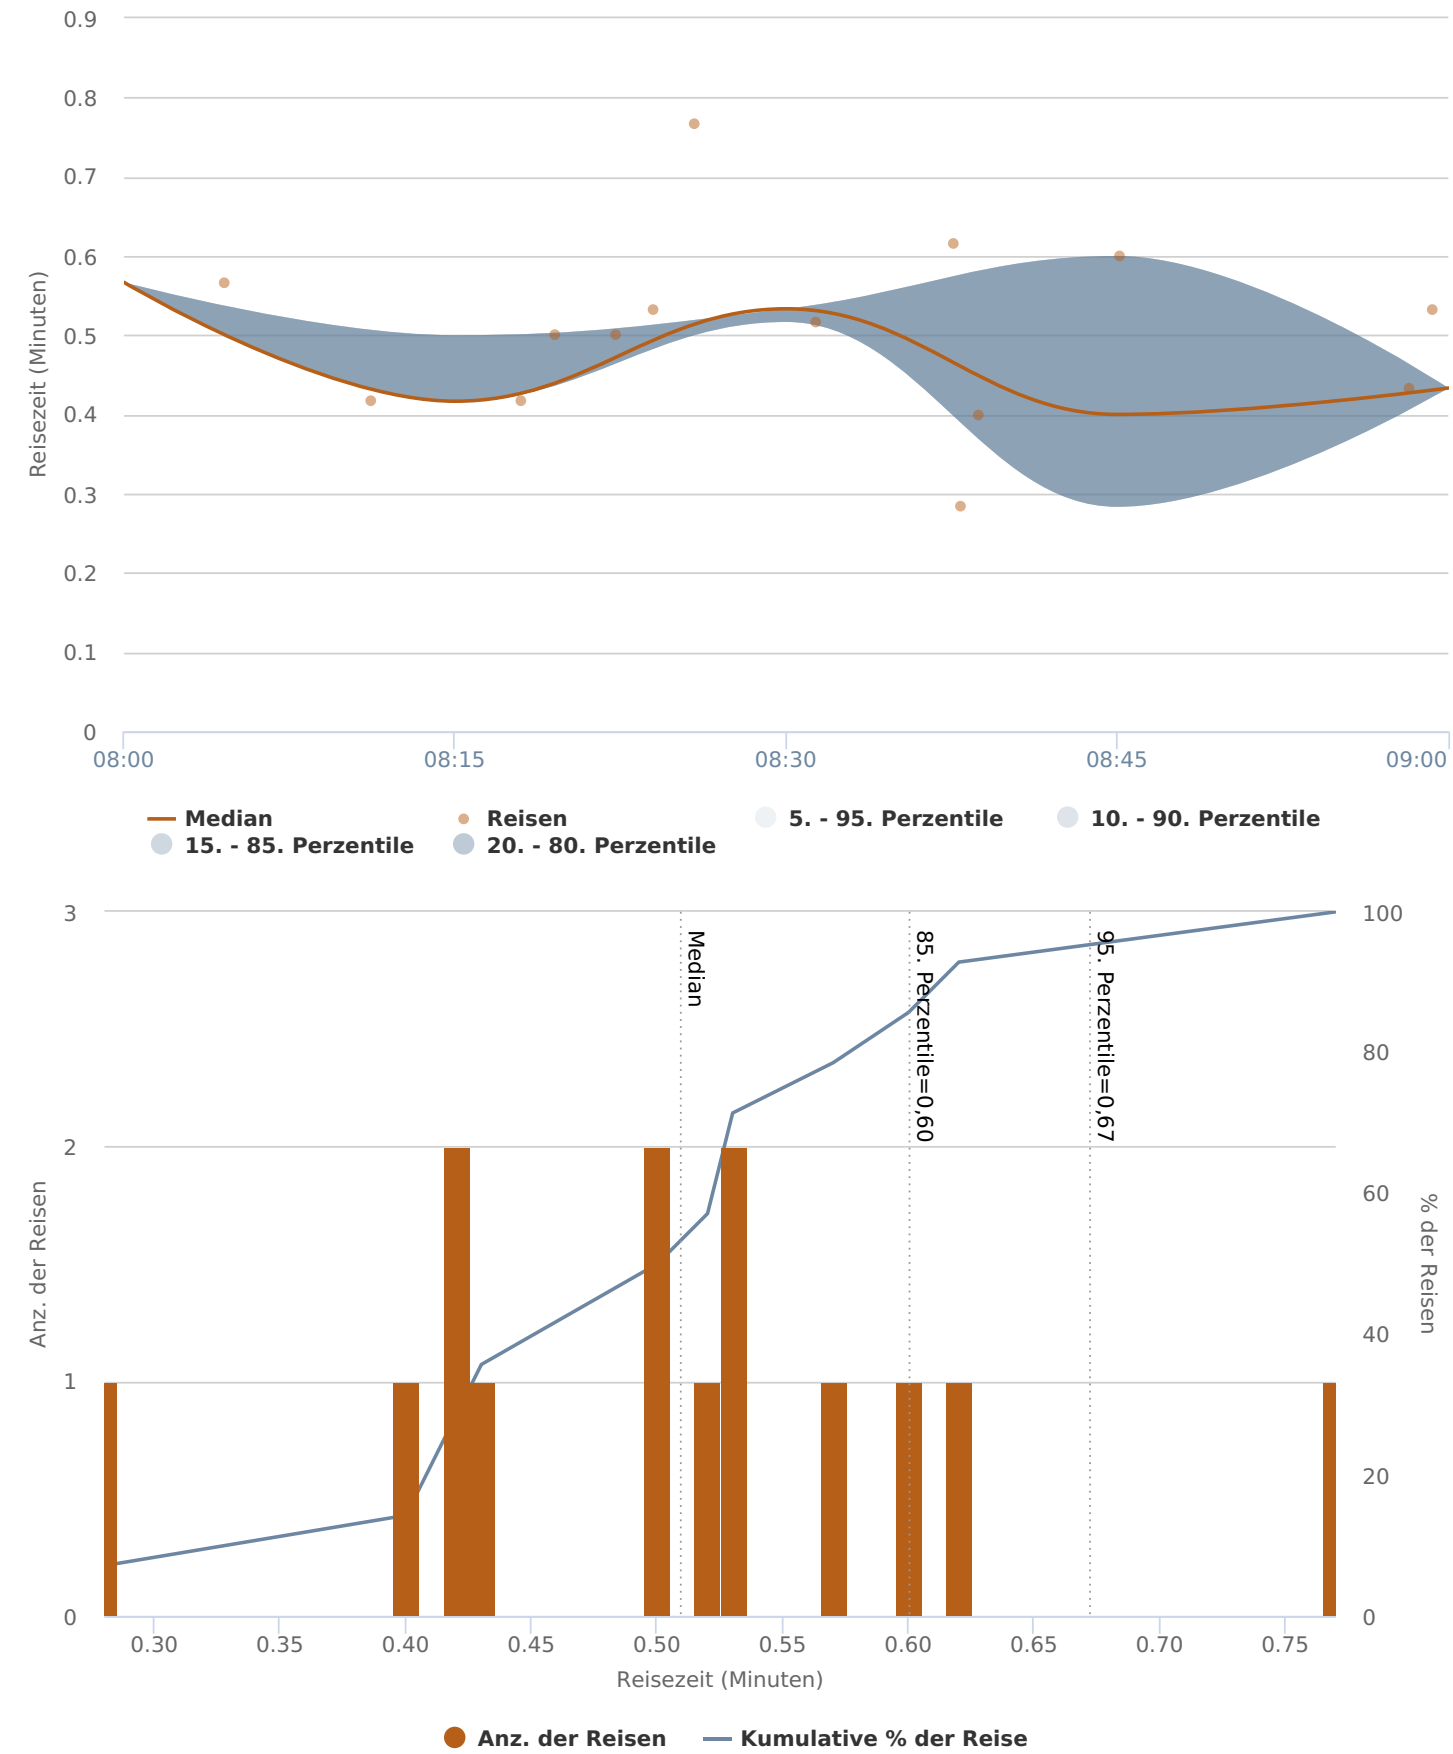 0.9
0.8
0.7
0.6
0.5
0.4
0.3
0.2
0.1
0
Reisezeit (Minuten)
08:00 08:15 08:30 08:45 09:00
Median Reisen 5. - 95. Perzentile 10. - 90. Perzentile
15. - 85. Perzentile 20. - 80. Perzentile
3
2
1
0
Anz. der Reisen
Median
85. Perzentile=0,60
95. Perzentile=0,67
100
80
60
40
20
0
% der Reisen
0.30 0.35 0.40 0.45 0.50 0.55 0.60 0.65 0.70 0.75
Reisezeit (Minuten)
Anz. der Reisen Kumulative % der Reise